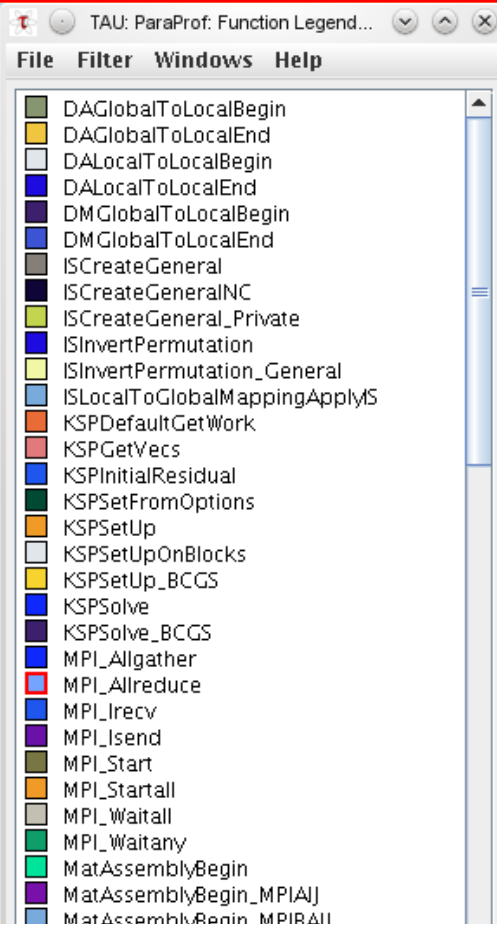 TAU: ParaProf: Function Legend...
File Filter Windows Help
DAGlobalToLocalBegin
DAGlobalToLocalEnd
DALocalToLocalBegin
DALocalToLocalEnd
DMGlobalToLocalBegin
DMGlobalToLocalEnd
ISCreateGeneral
ISCreateGeneralNC
ISCreateGeneral_Private
ISInvertPermutation
ISInvertPermutation_General
ISLocalToGlobalMappingApplyIS
KSPDefaultGetWork
KSPGetVecs
KSPInitialResidual
KSPSetFromOptions
KSPSetUp
KSPSetUpOnBlocks
KSPSetUp_BCGS
KSPSolve
KSPSolve_BCGS
MPI_Allgather
MPI_Allreduce
MPI_Irecv
MPI_Isend
MPI_Start
MPI_Startall
MPI_Waitall
MPI_Waitany
MatAssemblyBegin
MatAssemblyBegin_MPIAIJ
MatAssemblyBegin_MPIBAIJ